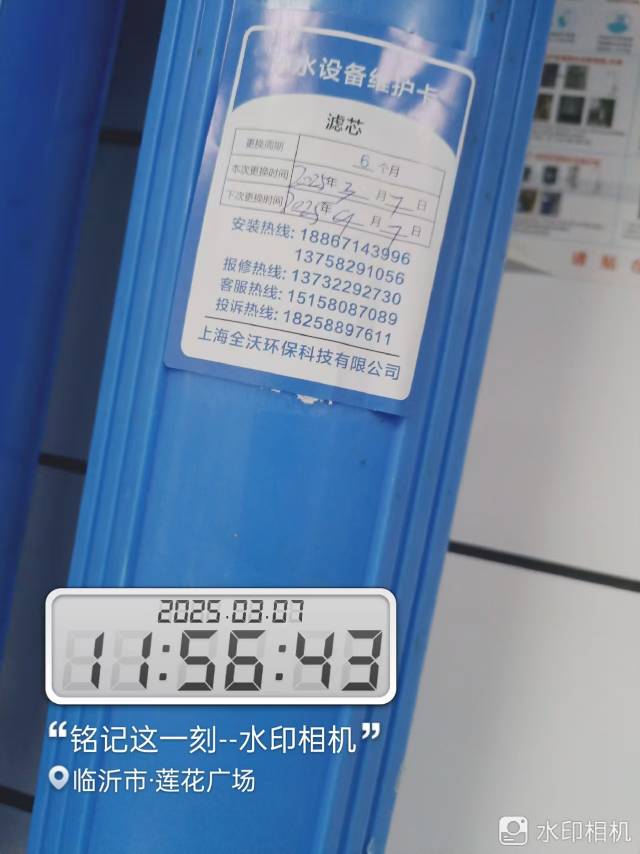 水设备维护卡
滤芯
更换周期 6 个月
本次更换时间 2025年 3 月 7 日
下次更换时间 2025年 9 月 7 日
安装热线: 18867143996
13758291056
报修热线: 13732292730
客服热线: 15158087089
投诉热线: 18258897611
上海全沃环保科技有限公司
2025.03.07
11:56:43
“铭记这一刻--水印相机”
临沂市·莲花广场
水印相机